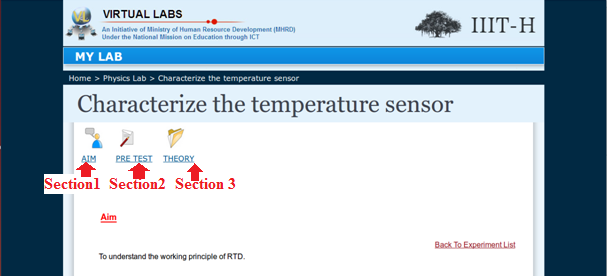 VIRTUAL LABS
An Initiative of Ministry of Human Resource Development (MHRD)
Under the National Mission on Education through ICT
IIIT-H
MY LAB
Home > Physics Lab > Characterize the temperature sensor
Characterize the temperature sensor
AIM PRE TEST THEORY
Section1 Section2 Section 3
Aim
Back To Experiment List
To understand the working principle of RTD.